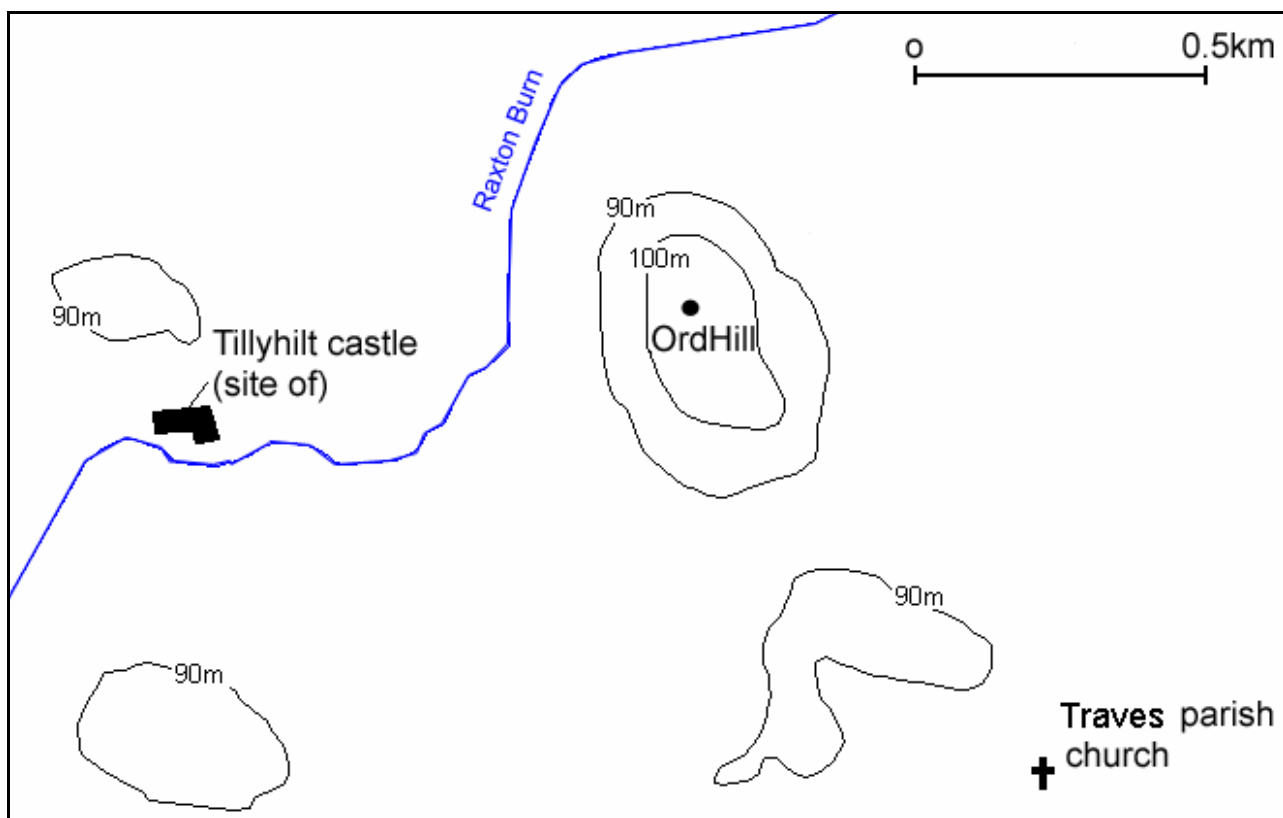 o 0.5km
Raxton Burn
90m
100m
OrdHill
90m
Tillyhilt castle
(site of)
90m
90m
Traves parish
church